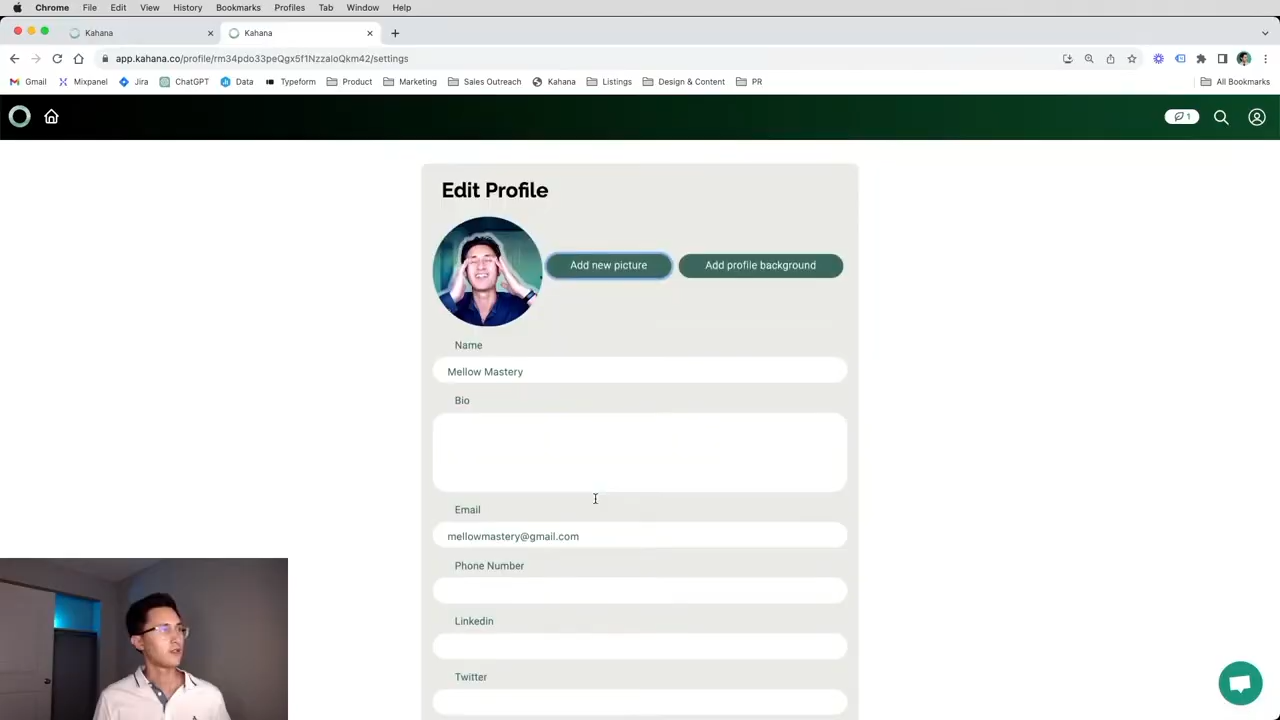 Chrome File Edit View History Bookmarks Profiles Tab Window Help
Kahana
Kahana
app.kahana.co/profile/rm34pdo33peQgx5f1NzzaIoQkm42/settings
Gmail Mixpanel Jira ChatGPT Data Typeform Product Marketing Sales Outreach Kahana Listings Design & Content PR All Bookmarks
1
Edit Profile
Add new picture
Add profile background
Name
Mellow Mastery
Bio
Email
mellowmastery@gmail.com
Phone Number
Linkedin
Twitter